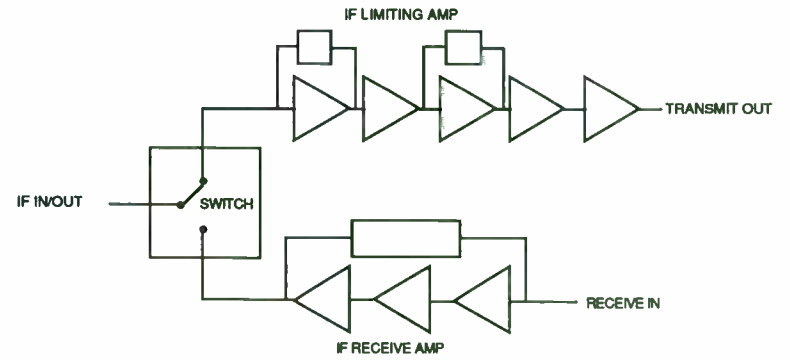 IF LIMITING AMP
TRANSMIT OUT
IF IN/OUT
SWITCH
RECEIVE IN
IF RECEIVE AMP